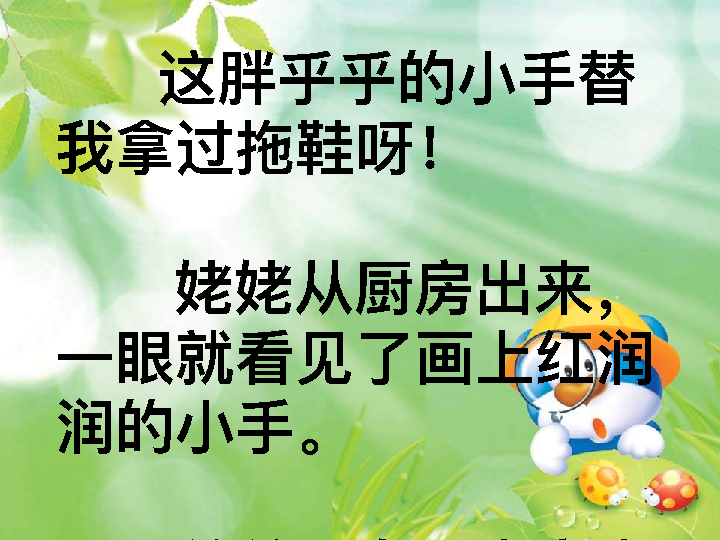 这胖乎乎的小手替
我拿过拖鞋呀！
姥姥从厨房出来，
一眼就看见了画上红润
润的小手。